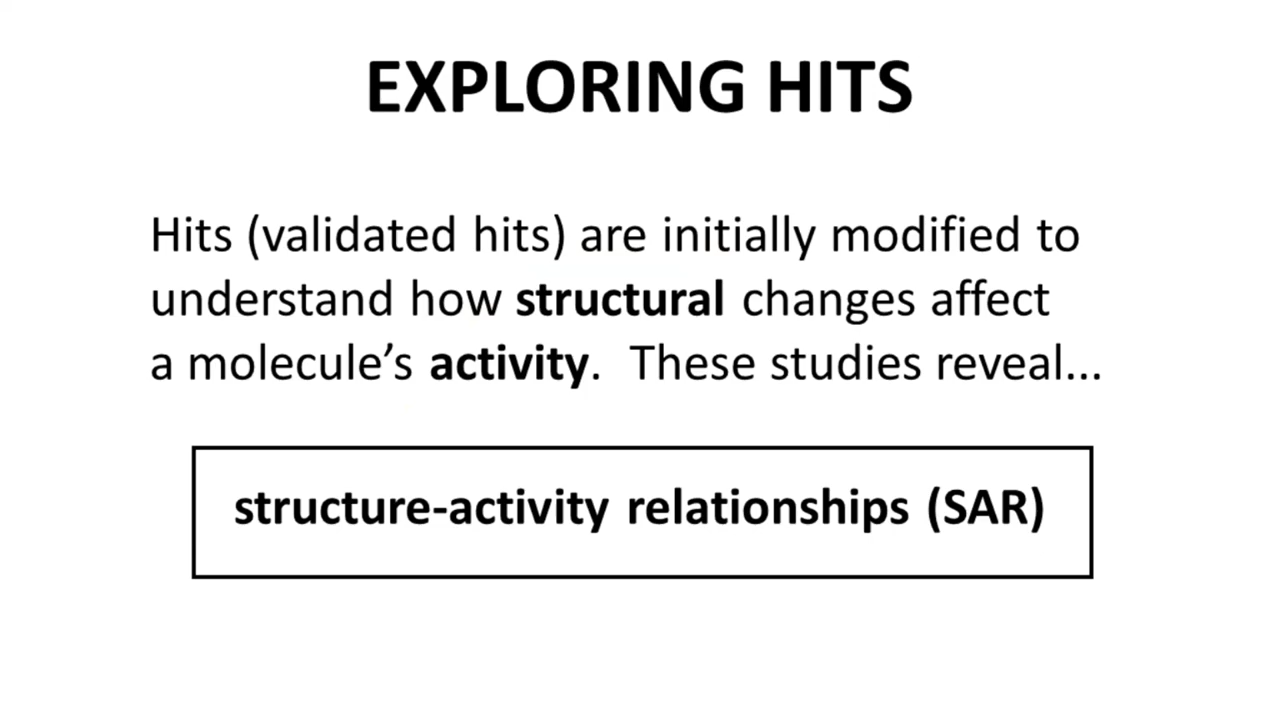 EXPLORING HITS
Hits (validated hits) are initially modified to
understand how structural changes affect
a molecule’s activity.  These studies reveal...
structure-activity relationships (SAR)